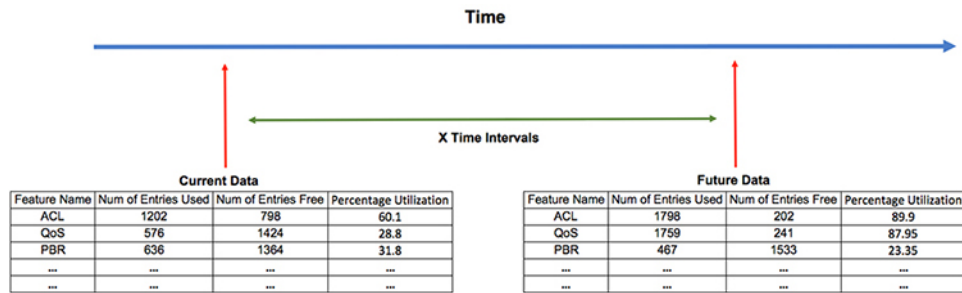 Time
X Time Intervals
Current Data
Feature Name Num of Entries Used Num of Entries Free Percentage Utilization
ACL 1202 798 60.1
QoS 576 1424 28.8
PBR 636 1364 31.8
... ... ... ...
... ... ... ...
Future Data
Feature Name Num of Entries Used Num of Entries Free Percentage Utilization
ACL 1798 202 89.9
QoS 1759 241 87.95
PBR 467 1533 23.35
... ... ... ...
... ... ... ...